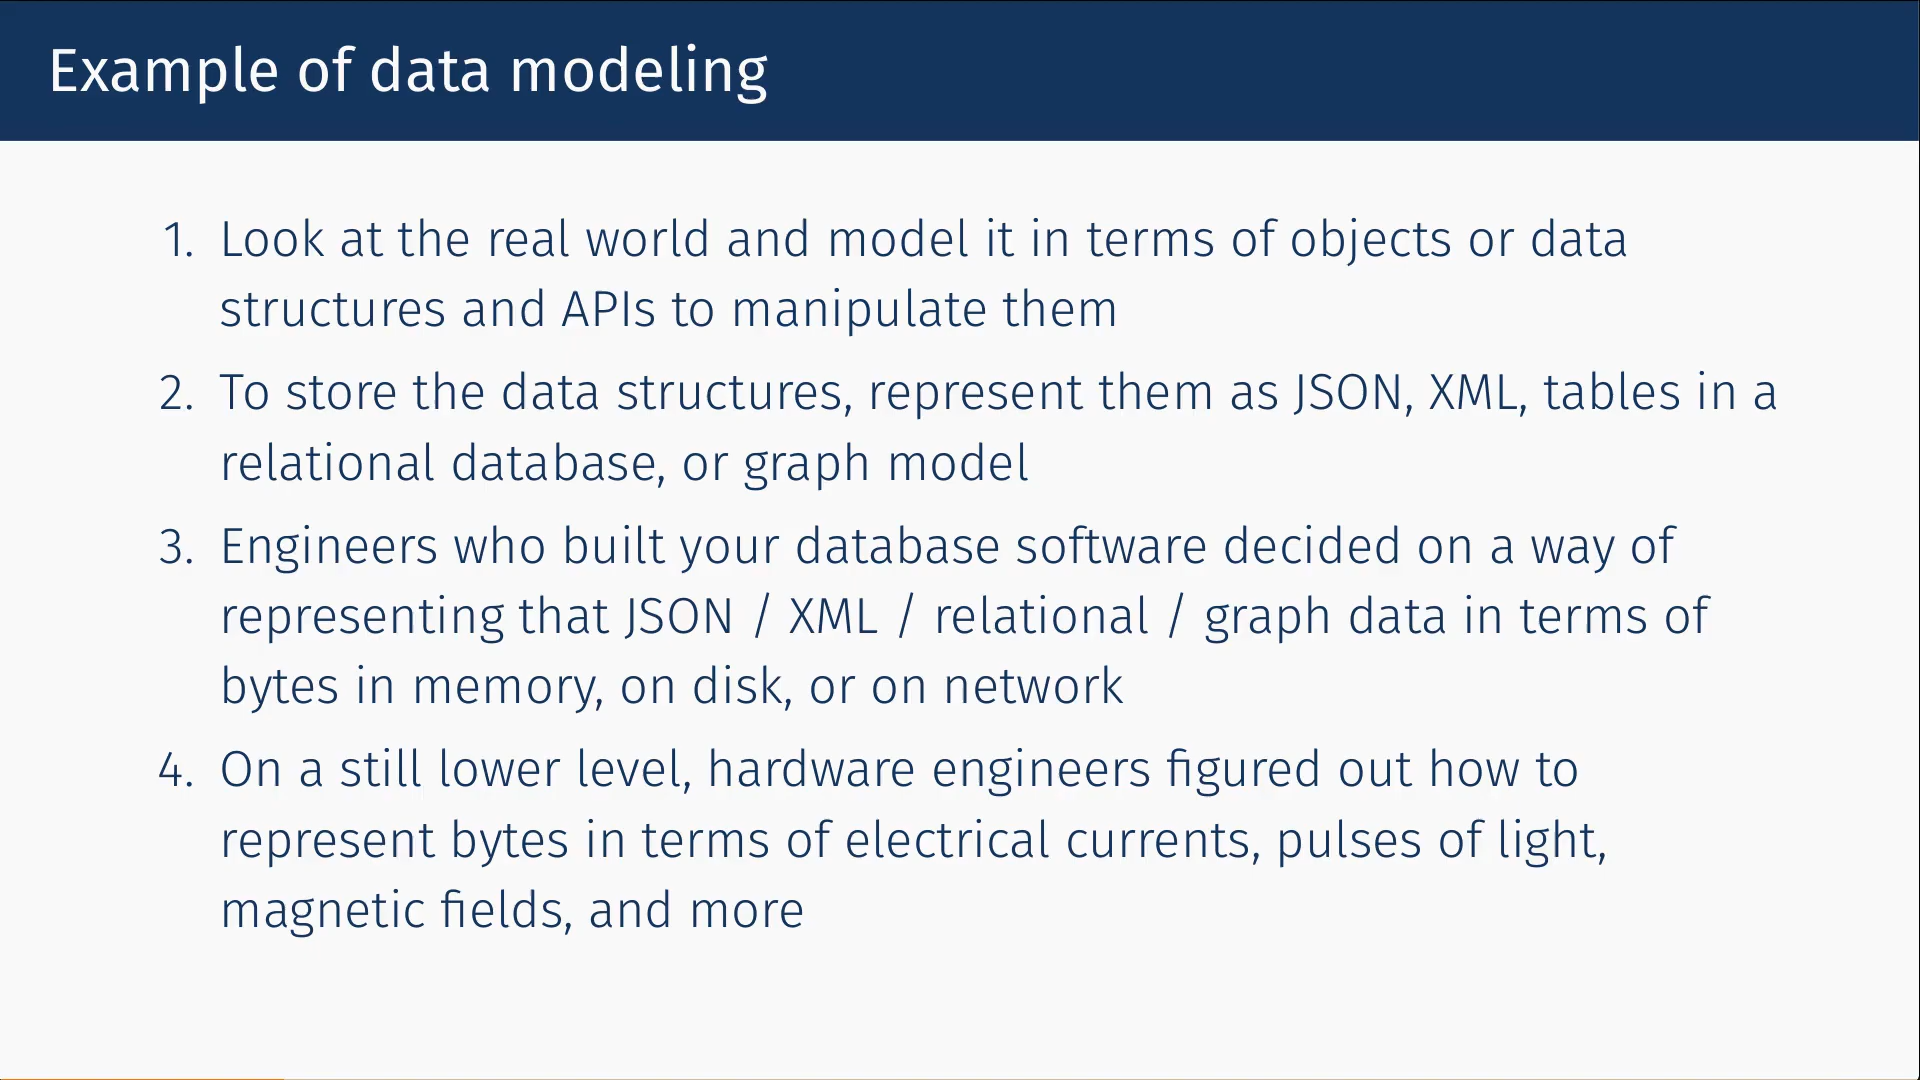 Example of data modeling
1. Look at the real world and model it in terms of objects or data
structures and APIs to manipulate them
2. To store the data structures, represent them as JSON, XML, tables in a
relational database, or graph model
3. Engineers who built your database software decided on a way of
representing that JSON / XML / relational / graph data in terms of
bytes in memory, on disk, or on network
4. On a still lower level, hardware engineers figured out how to
represent bytes in terms of electrical currents, pulses of light,
magnetic fields, and more